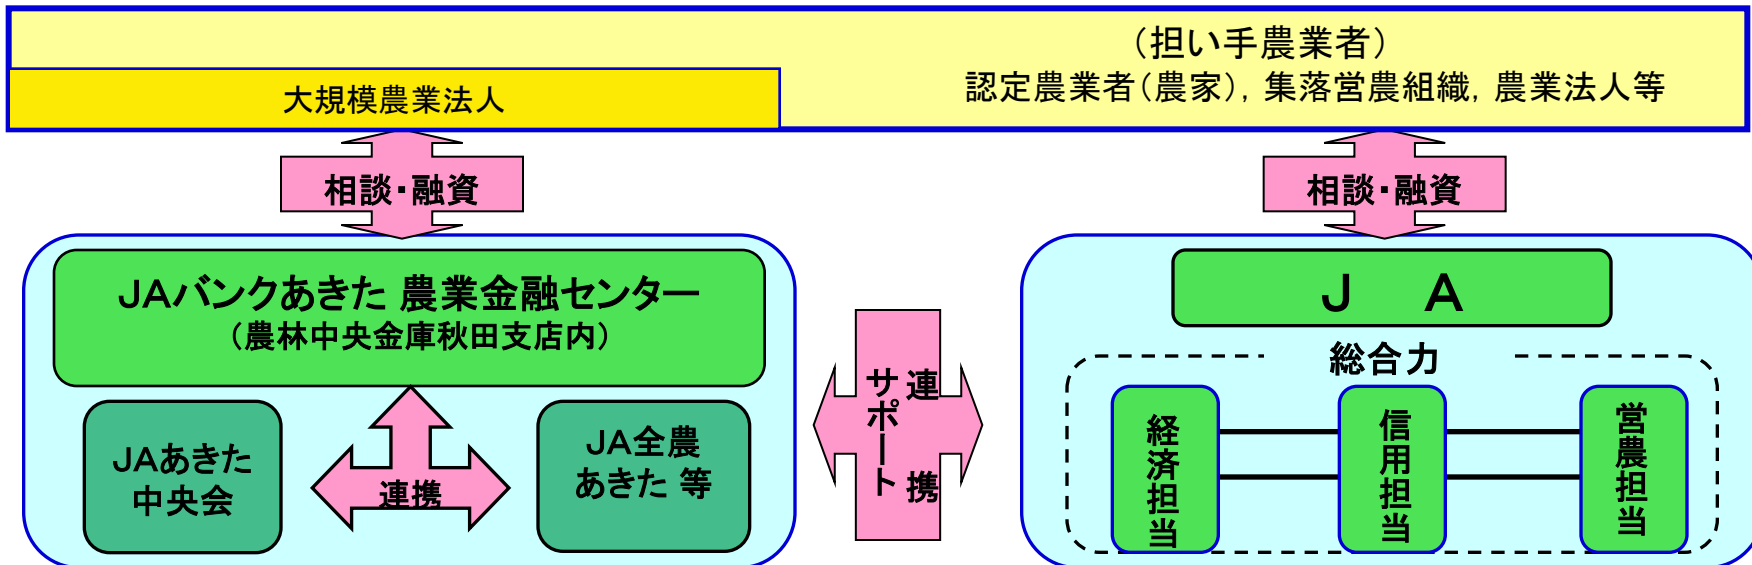 （担い手農業者）
認定農業者（農家），集落営農組織，農業法人等
大規模農業法人
相談・融資
相談・融資
ＪＡバンクあきた 農業金融センター
（農林中央金庫秋田支店内）
ＪＡあきた
中央会
連携
ＪＡ全農
あきた 等
連携
サポート
ＪＡ
総合力
経済担当
信用担当
営農担当